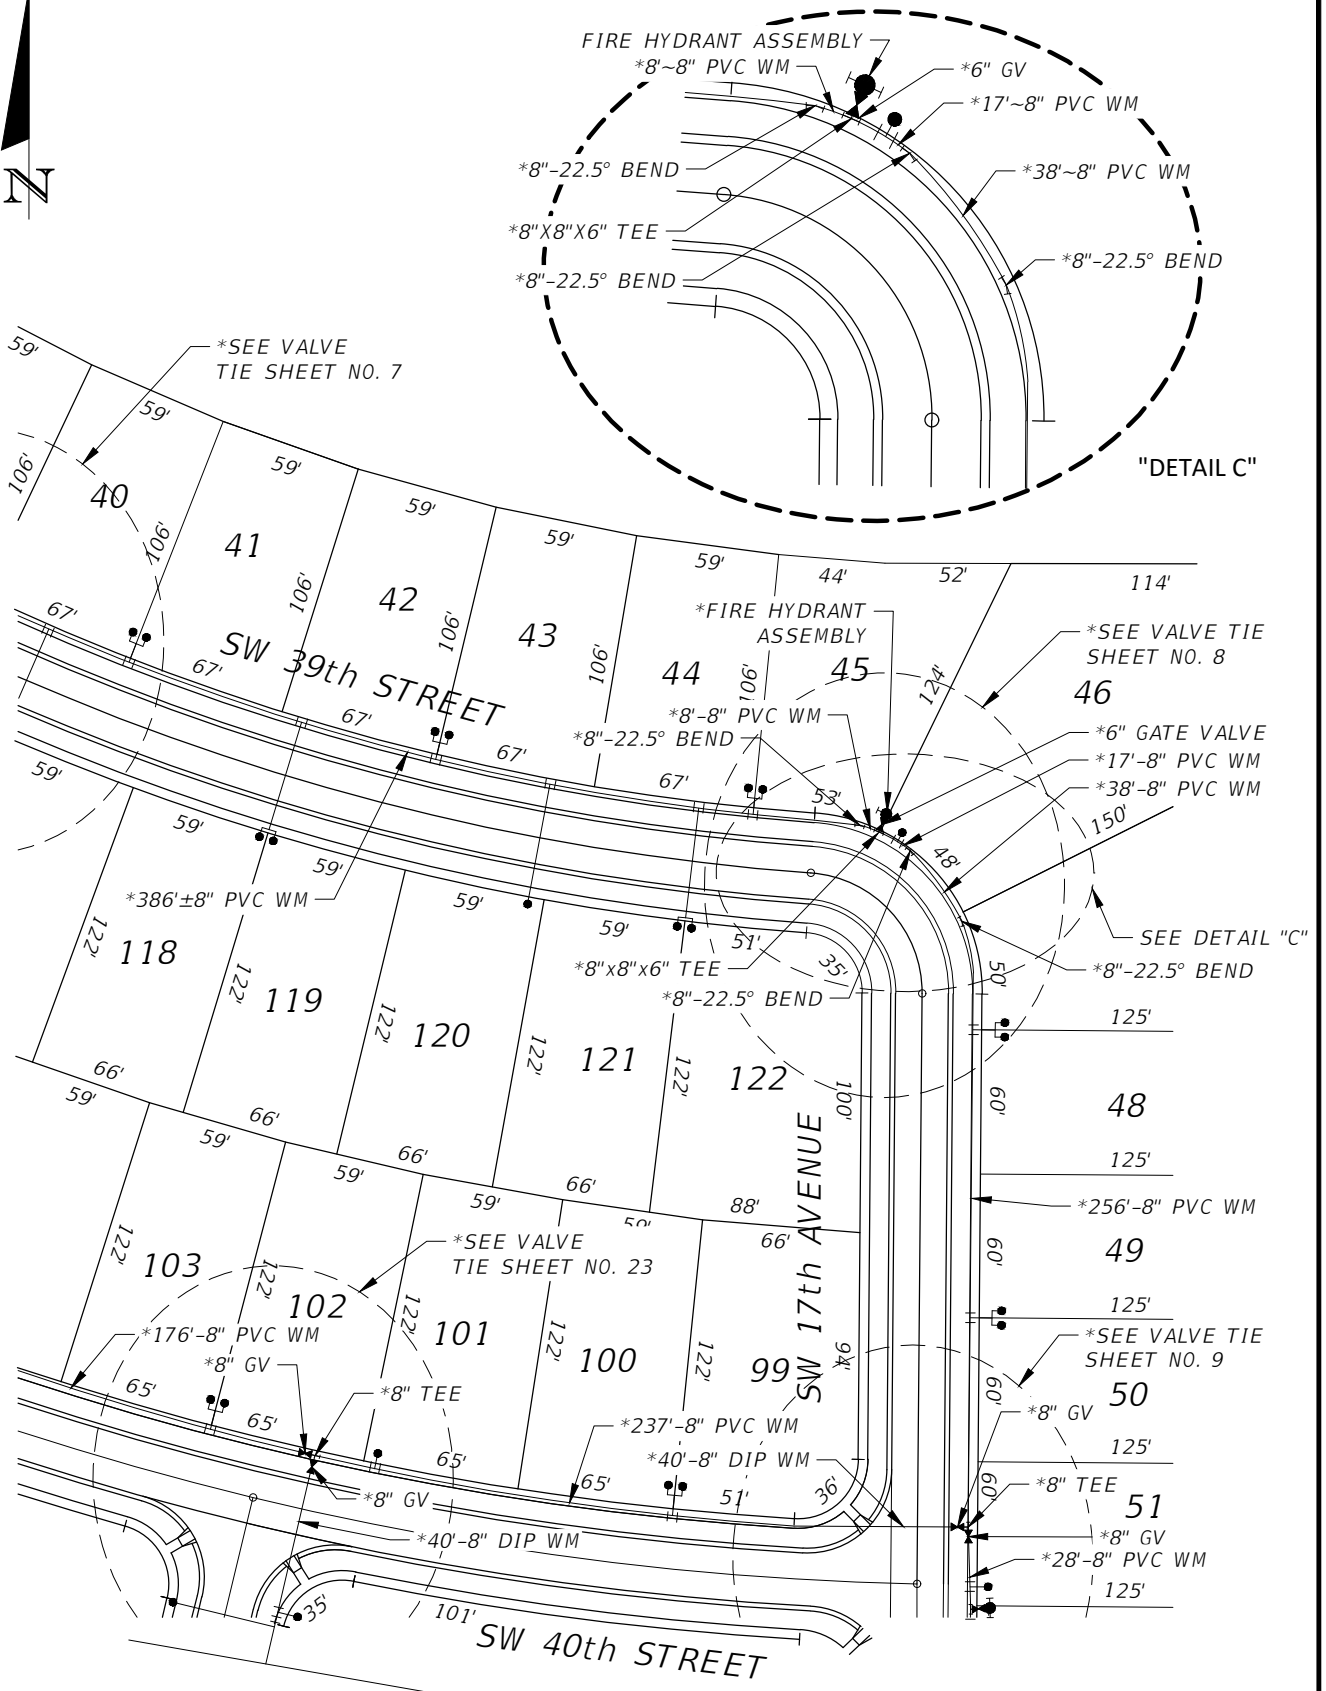 FIRE HYDRANT ASSEMBLY
*8'~8" PVC WM
*6" GV
*17'~8" PVC WM
*8"-22.5° BEND
*38'~8" PVC WM
*8"X8"X6" TEE
*8"-22.5° BEND
*8"-22.5° BEND
"DETAIL C"
N
59'
*SEE VALVE
TIE SHEET NO. 7
59'
59'
59'
59'
59'
44'
52'
114'
106'
40
106'
41
106'
42
106'
43
106'
44
106'
45
124'
46
*FIRE HYDRANT
ASSEMBLY
*SEE VALVE TIE
SHEET NO. 8
67'
67'
SW 39th STREET
67'
67'
67'
53'
*8'-8" PVC WM
*8"-22.5° BEND
*6" GATE VALVE
*17'-8" PVC WM
*38'-8" PVC WM
150'
48'
59'
59'
59'
59'
59'
51'
35'
*386'±8" PVC WM
SEE DETAIL "C"
*8"x8"x6" TEE
*8"-22.5° BEND
*8"-22.5° BEND
50'
122'
118
122'
119
122'
120
122'
121
122'
122
100'
125'
60'
48
125'
66'
66'
66'
66'
88'
59'
59'
59'
59'
59'
66'
SW 17th AVENUE
*256'-8" PVC WM
60'
49
125'
122'
103
122'
102
122'
101
122'
100
122'
99
94'
*SEE VALVE
TIE SHEET NO. 23
*SEE VALVE TIE
SHEET NO. 9
*176'-8" PVC WM
*8" GV
*8" TEE
60'
50
*8" GV
125'
65'
65'
65'
65'
51'
36'
*237'-8" PVC WM
*40'-8" DIP WM
*8" GV
*40'-8" DIP WM
60'
*8" TEE
51
*8" GV
*28'-8" PVC WM
125'
35'
101'
SW 40th STREET